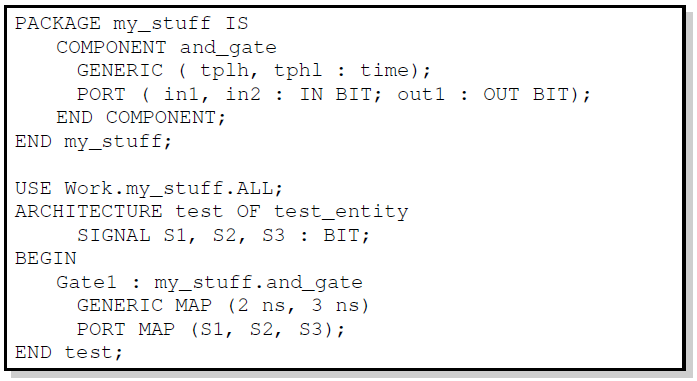 PACKAGE my_stuff IS
COMPONENT and_gate
GENERIC ( tplh, tphl : time);
PORT ( in1, in2 : IN BIT; out1 : OUT BIT);
END COMPONENT;
END my_stuff;
USE Work.my_stuff.ALL;
ARCHITECTURE test OF test_entity
SIGNAL S1, S2, S3 : BIT;
BEGIN
Gate1 : my_stuff.and_gate
GENERIC MAP (2 ns, 3 ns)
PORT MAP (S1, S2, S3);
END test;